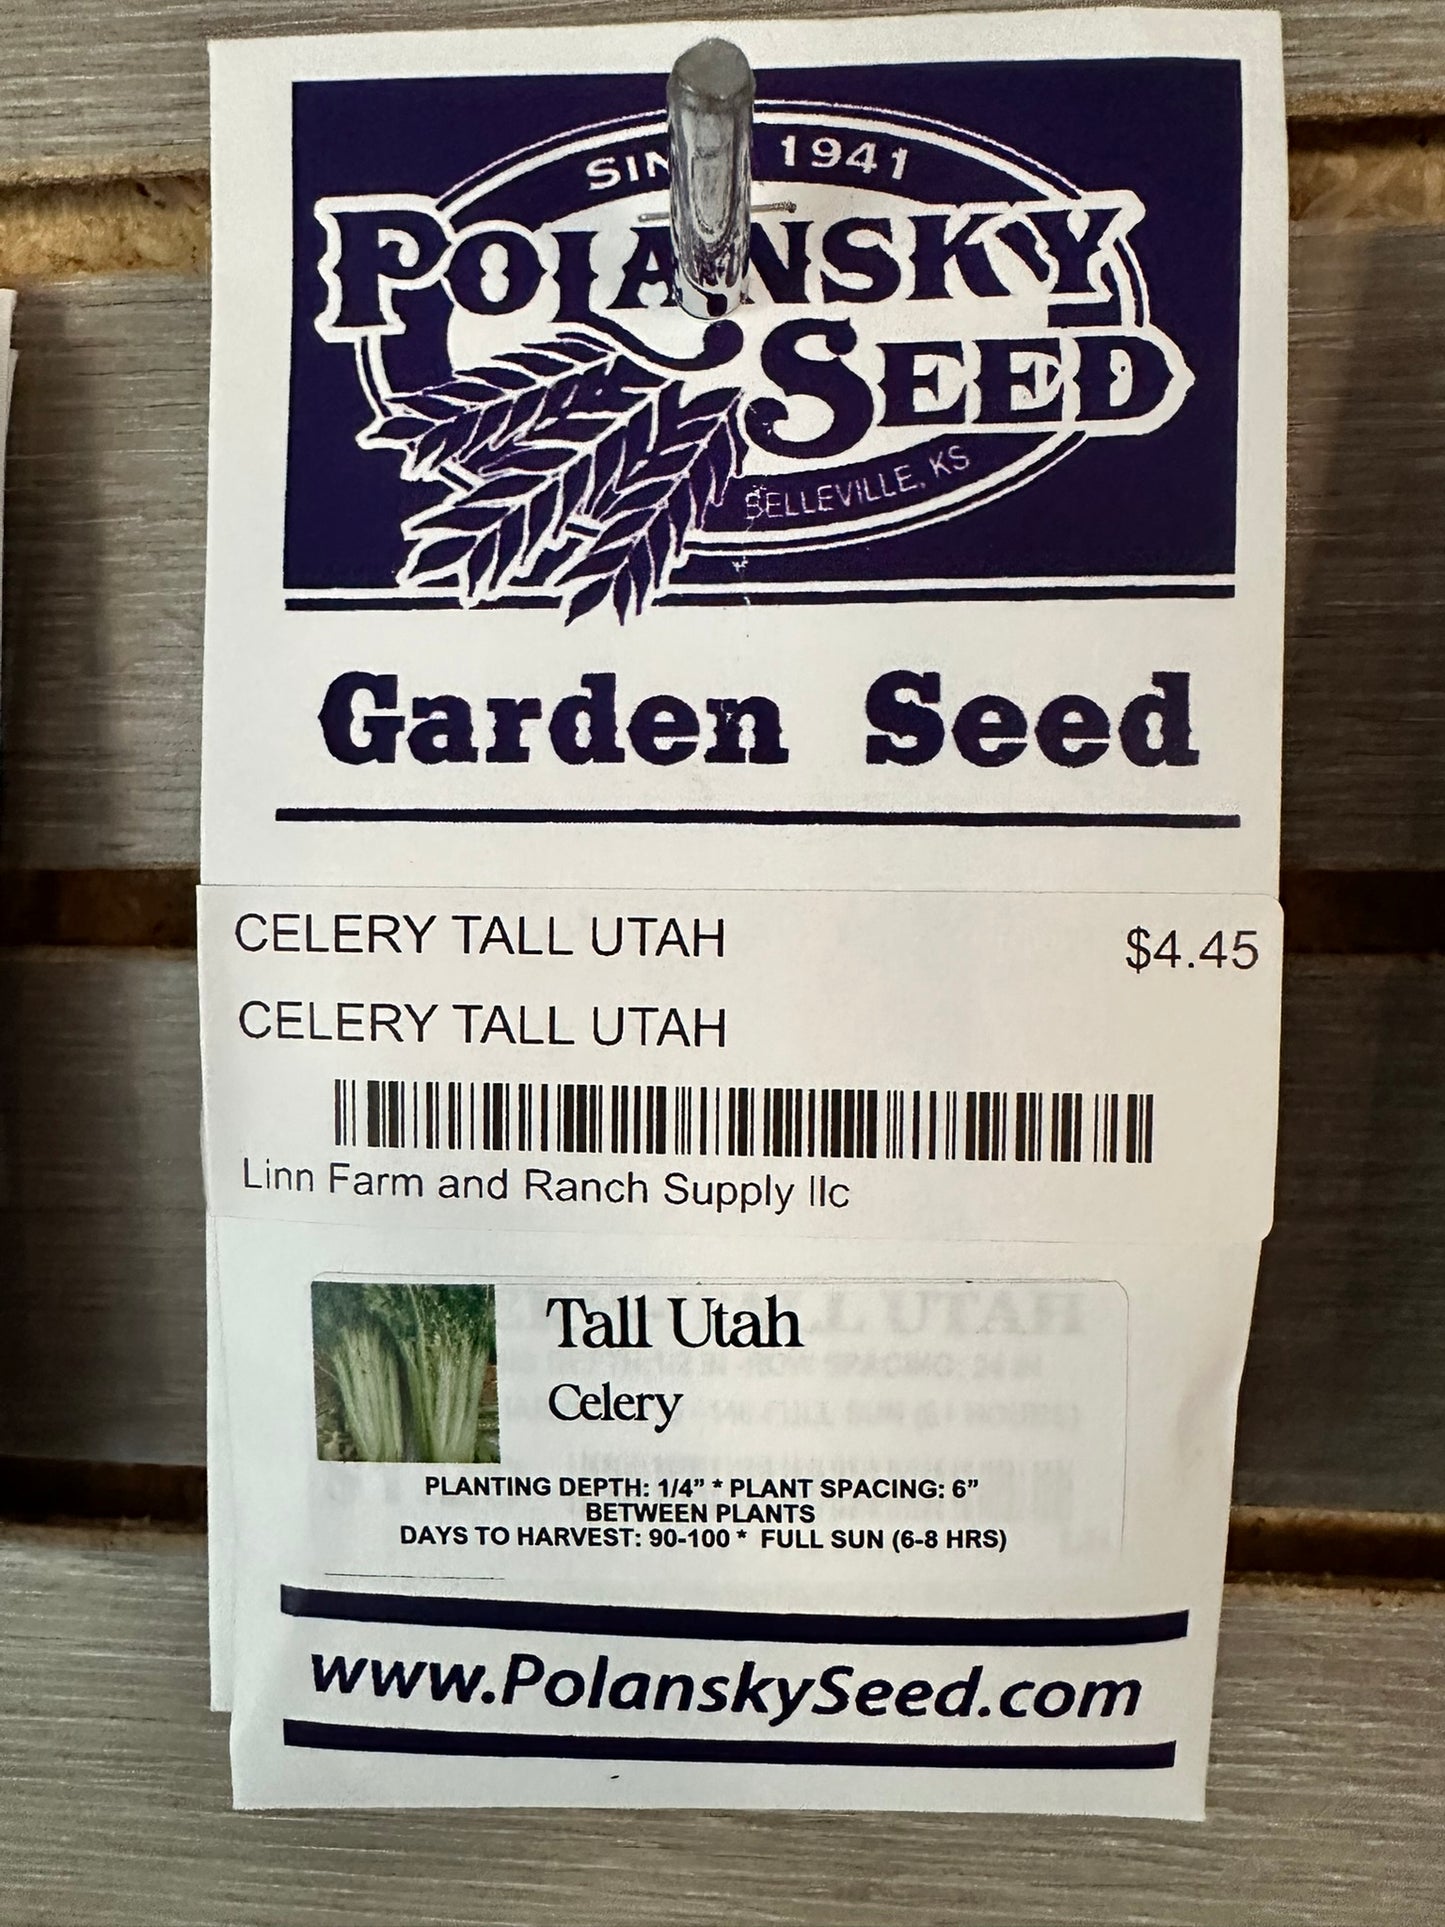 1941
POLANSKY
SEED
BELLEVILLE, KS
Garden Seed
CELERY TALL UTAH
$4.45
CELERY TALL UTAH
Linn Farm and Ranch Supply llc
Tall Utah
Celery
PLANTING DEPTH: 1/4” * PLANT SPACING: 6”
BETWEEN PLANTS
DAYS TO HARVEST: 90-100 * FULL SUN (6-8 HRS)
www.PolanskySeed.com